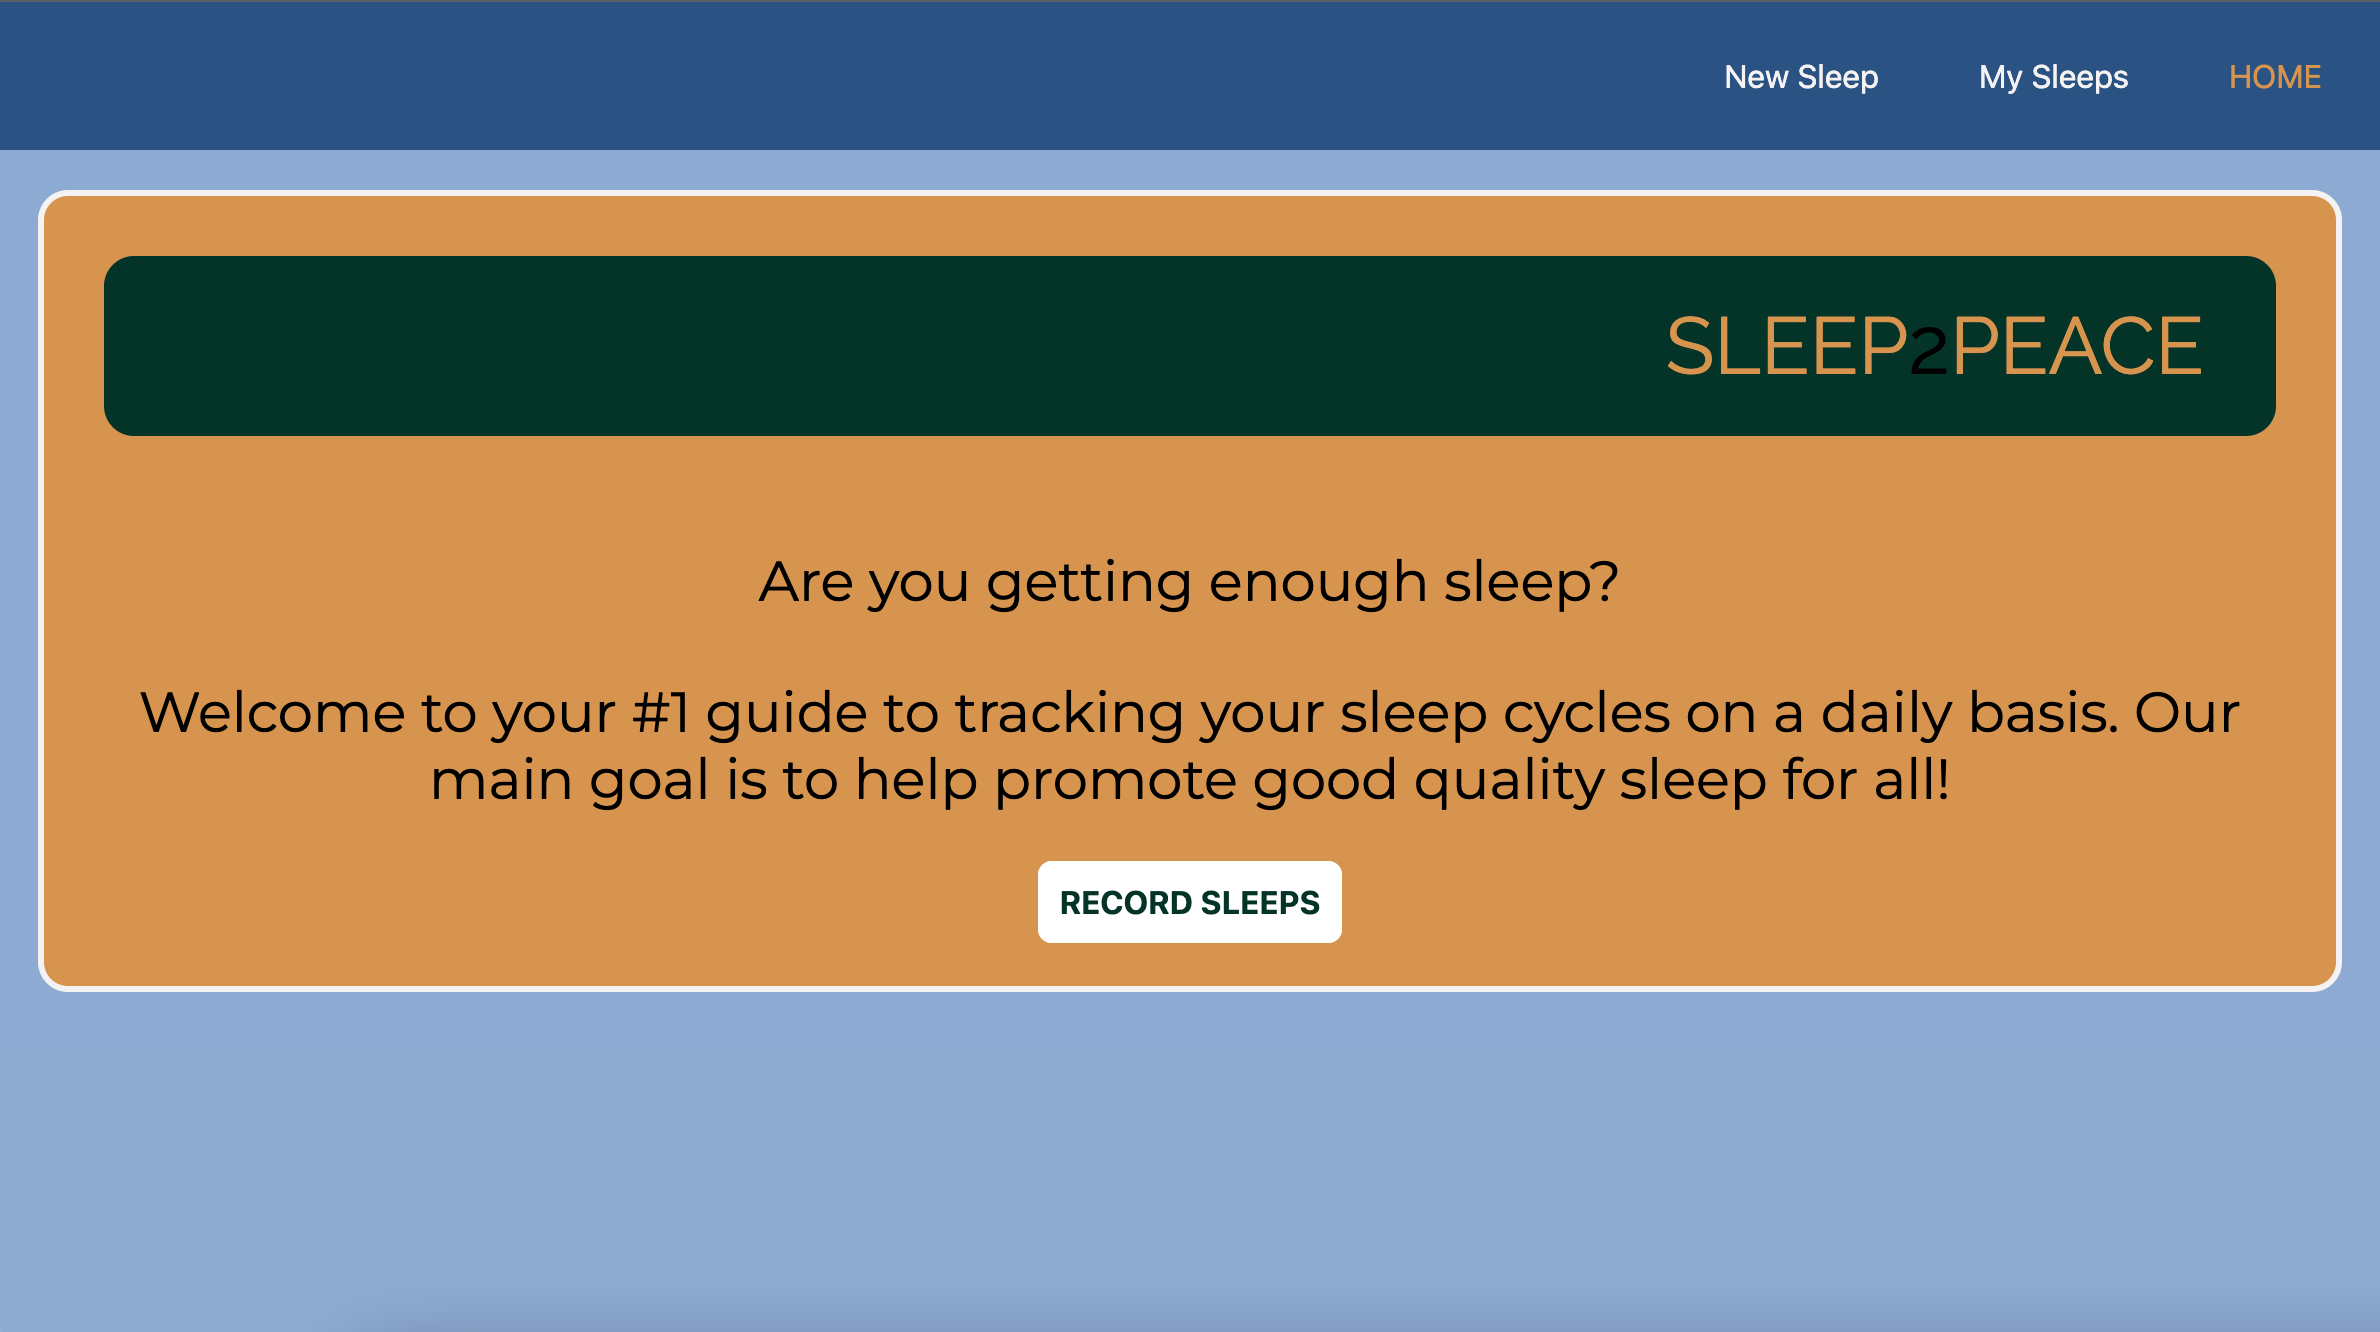 New Sleep My Sleeps HOME
SLEEP2PEACE
Are you getting enough sleep?
Welcome to your #1 guide to tracking your sleep cycles on a daily basis. Our
main goal is to help promote good quality sleep for all!
RECORD SLEEPS